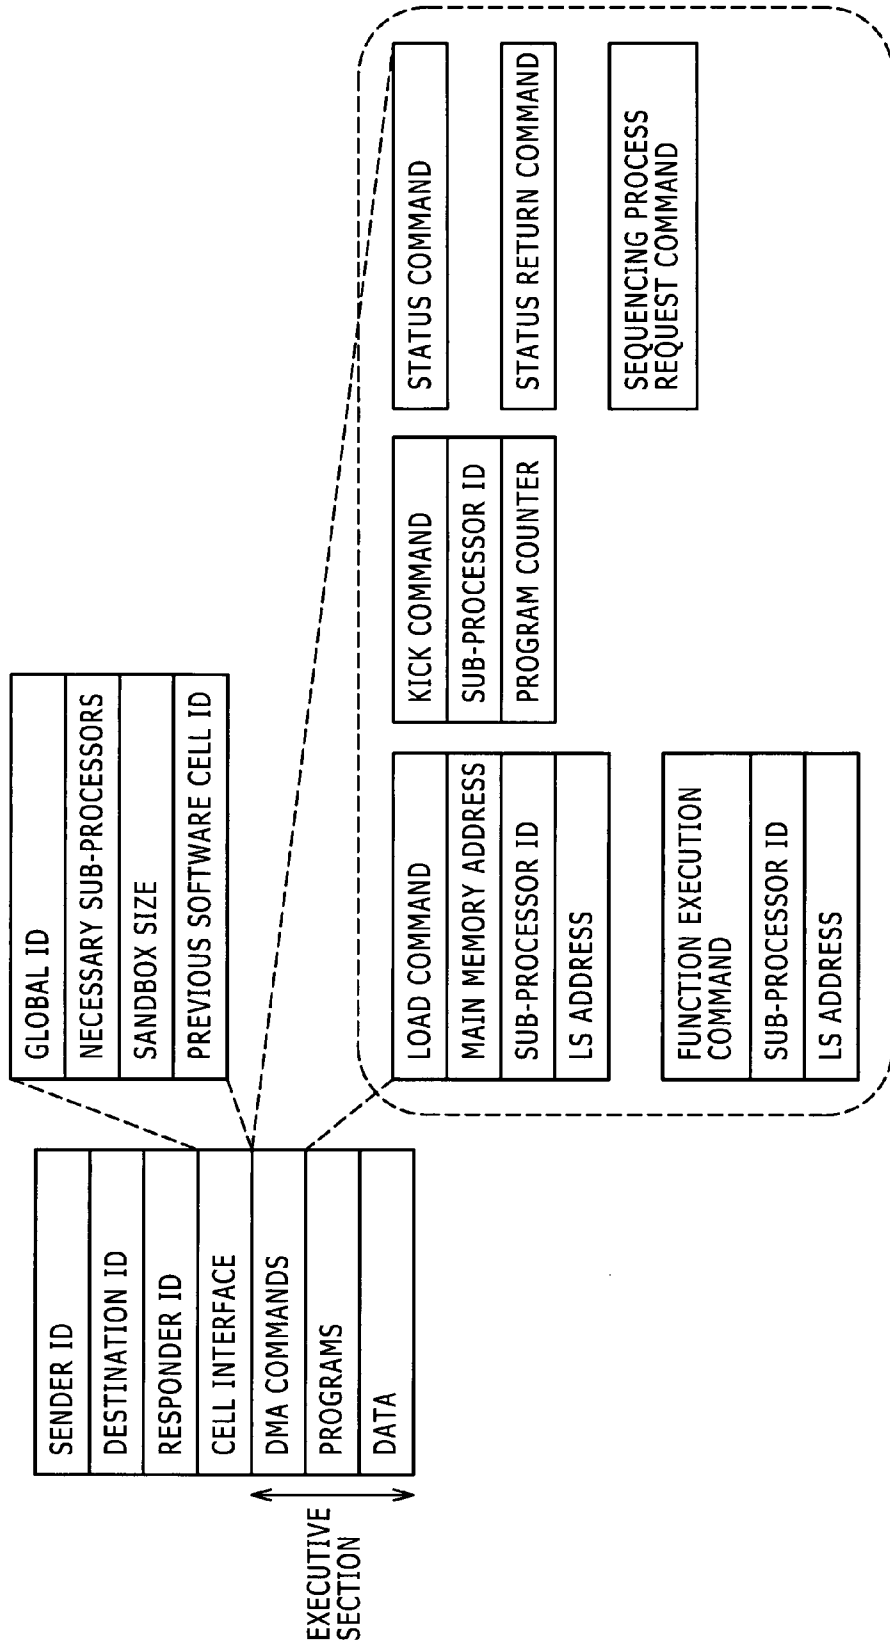 SENDER ID
DESTINATION ID
RESPONDER ID
CELL INTERFACE
DMA COMMANDS
PROGRAMS
DATA
EXECUTIVE
SECTION
GLOBAL ID
NECESSARY SUB-PROCESSORS
SANDBOX SIZE
PREVIOUS SOFTWARE CELL ID
LOAD COMMAND
MAIN MEMORY ADDRESS
SUB-PROCESSOR ID
LS ADDRESS
FUNCTION EXECUTION
COMMAND
SUB-PROCESSOR ID
LS ADDRESS
KICK COMMAND
SUB-PROCESSOR ID
PROGRAM COUNTER
STATUS COMMAND
STATUS RETURN COMMAND
SEQUENCING PROCESS
REQUEST COMMAND